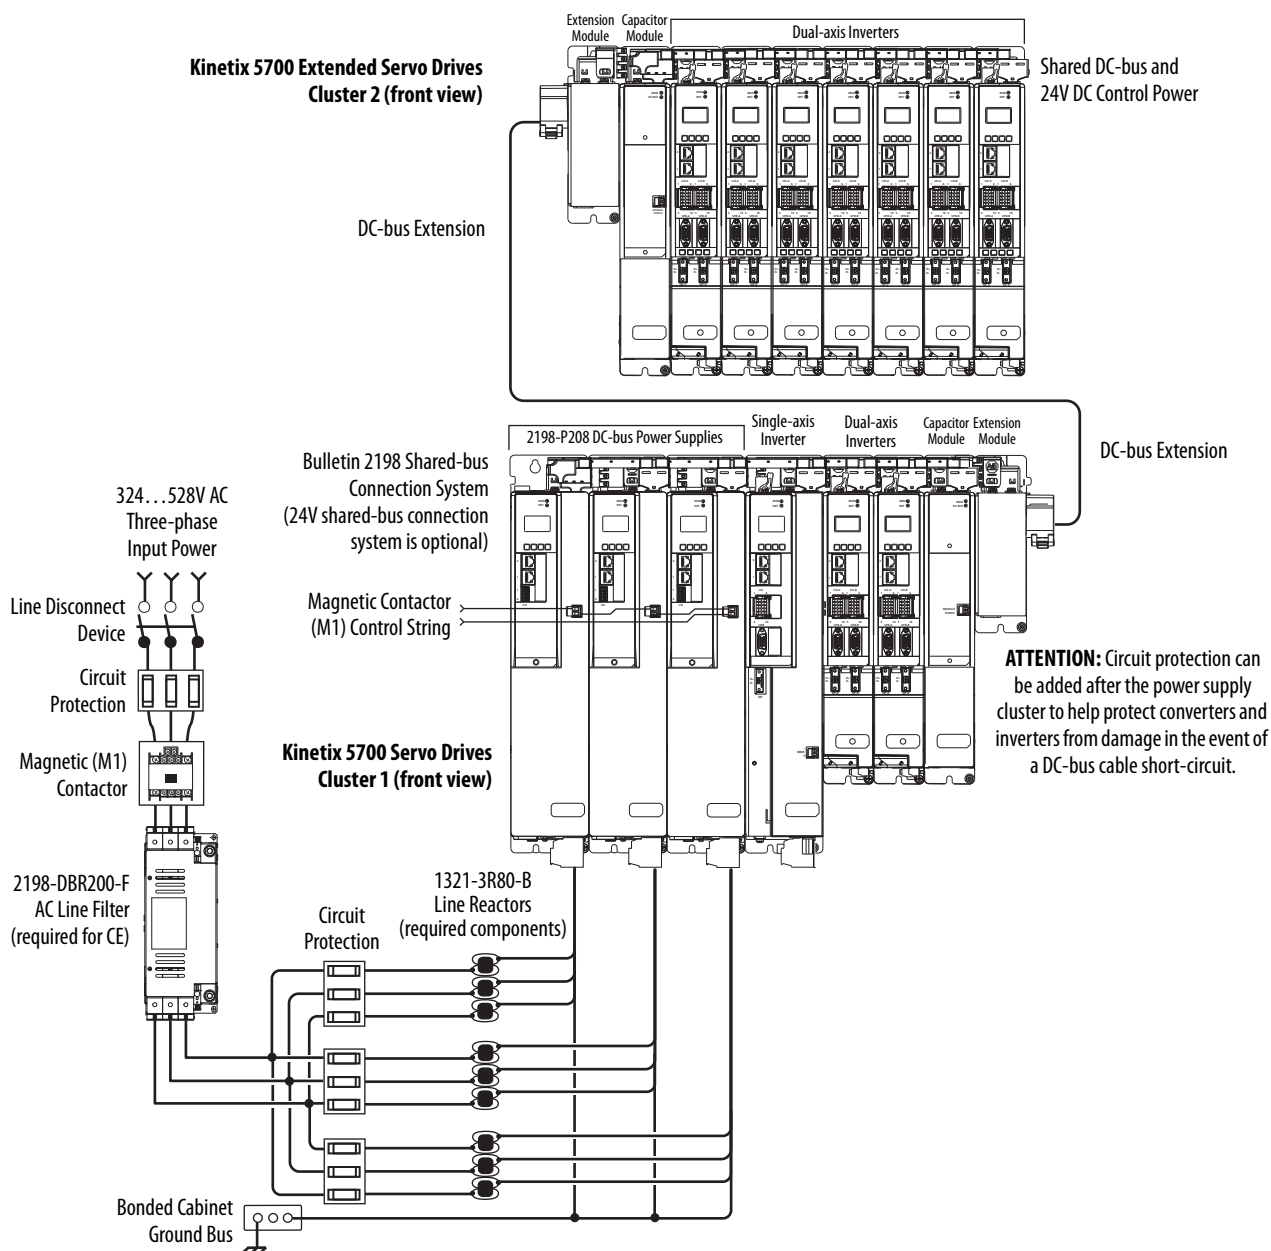 Extension
Module
Capacitor
Module
Dual-axis Inverters
Kinetix 5700 Extended Servo Drives
Cluster 2 (front view)
Shared DC-bus and
24V DC Control Power
DC-bus Extension
2198-P208 DC-bus Power Supplies
Single-axis
Inverter
Dual-axis
Inverters
Capacitor
Module
Extension
Module
DC-bus Extension
Bulletin 2198 Shared-bus
Connection System
(24V shared-bus connection
system is optional)
324…528V AC
Three-phase
Input Power
Line Disconnect
Device
Magnetic Contactor
(M1) Control String
Circuit
Protection
ATTENTION: Circuit protection can
be added after the power supply
cluster to help protect converters and
inverters from damage in the event of
a DC-bus cable short-circuit.
Magnetic (M1)
Contactor
Kinetix 5700 Servo Drives
Cluster 1 (front view)
2198-DBR200-F
AC Line Filter
(required for CE)
Circuit
Protection
1321-3R80-B
Line Reactors
(required components)
Bonded Cabinet
Ground Bus